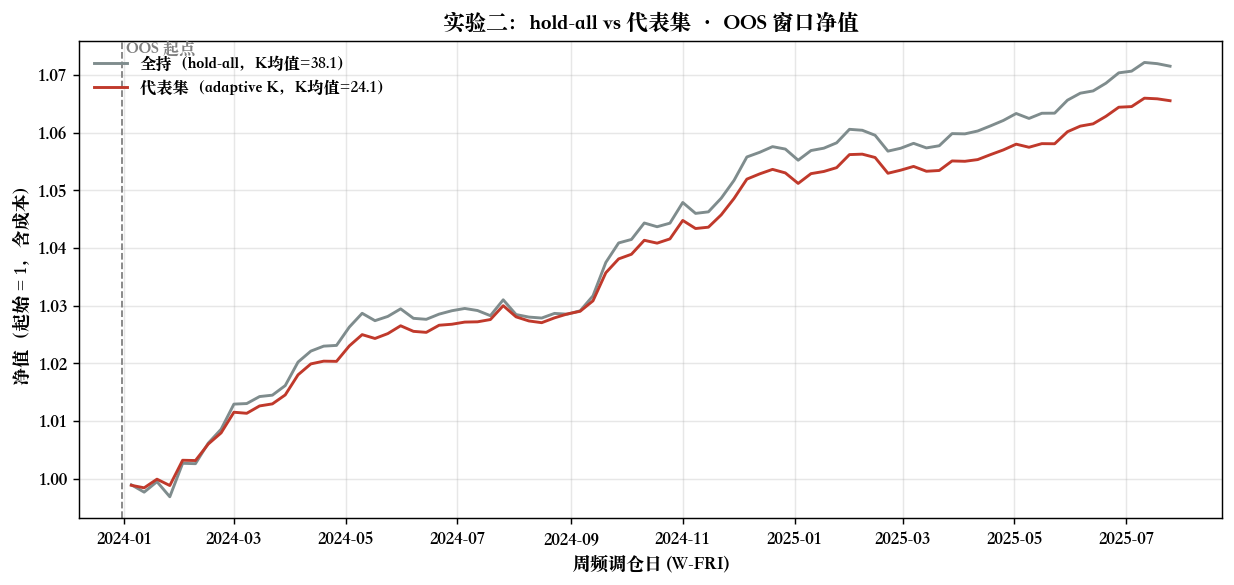 实验二：hold-all vs 代表集 · OOS 窗口净值
OOS 起点
全持（hold-all，K均值=38.1）
代表集（adaptive K，K均值=24.1）
净值（起始 = 1，含成本）
1.07
1.06
1.05
1.04
1.03
1.02
1.01
1.00
2024-01 2024-03 2024-05 2024-07 2024-09 2024-11 2025-01 2025-03 2025-05 2025-07
周频调仓日 (W-FRI)